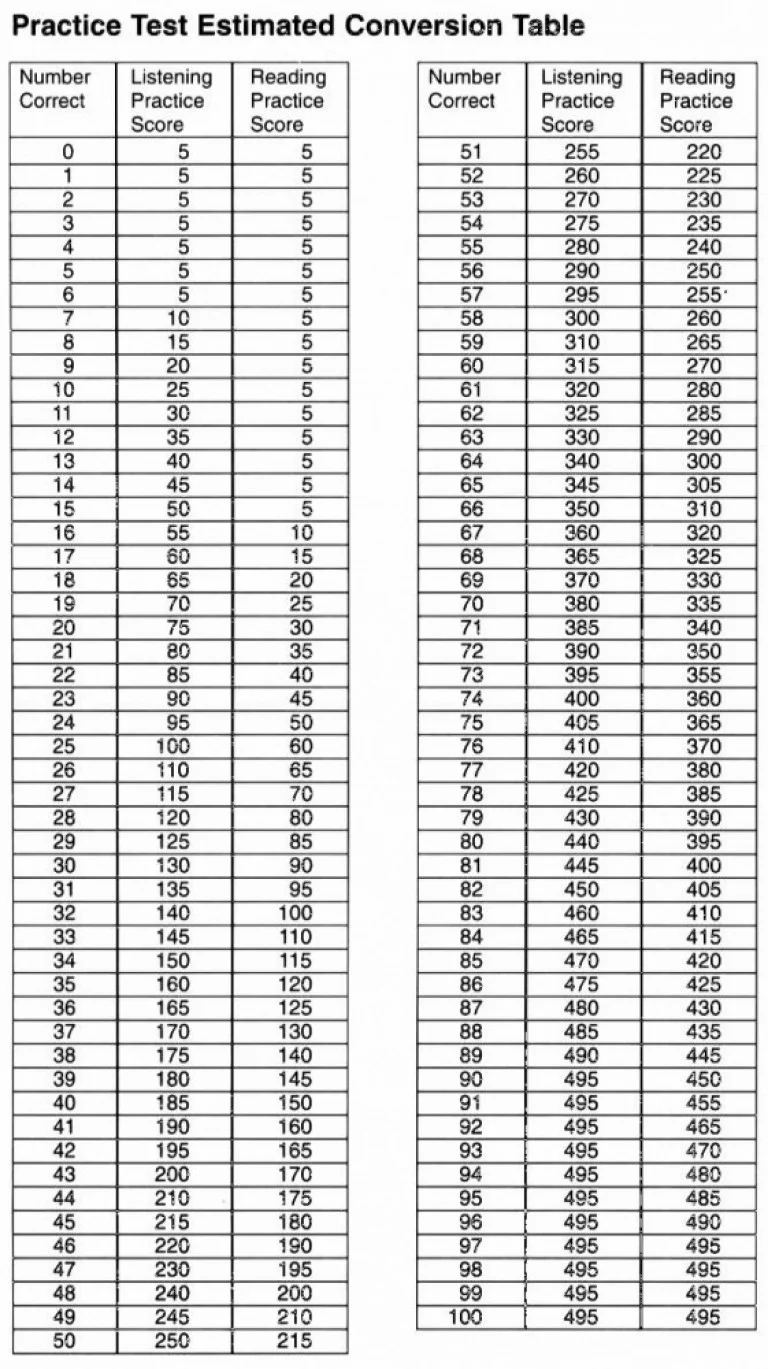 Practice Test Estimated Conversion Table
Number Correct Listening Practice Score Reading Practice Score
0 5 5
1 5 5
2 5 5
3 5 5
4 5 5
5 5 5
6 5 5
7 10 5
8 15 5
9 20 5
10 25 5
11 30 5
12 35 5
13 40 5
14 45 5
15 50 5
16 55 10
17 60 15
18 65 20
19 70 25
20 75 30
21 80 35
22 85 40
23 90 45
24 95 50
25 100 60
26 110 65
27 115 70
28 120 80
29 125 85
30 130 90
31 135 95
32 140 100
33 145 110
34 150 115
35 160 120
36 165 125
37 170 130
38 175 140
39 180 145
40 185 150
41 190 160
42 195 165
43 200 170
44 210 175
45 215 180
46 220 190
47 230 195
48 240 200
49 245 210
50 250 215
Number Correct Listening Practice Score Reading Practice Score
51 255 220
52 260 225
53 270 230
54 275 235
55 280 240
56 290 250
57 295 255
58 300 260
59 310 265
60 315 270
61 320 280
62 325 285
63 330 290
64 340 300
65 345 305
66 350 310
67 360 320
68 365 325
69 370 330
70 380 335
71 385 340
72 390 350
73 395 355
74 400 360
75 405 365
76 410 370
77 420 380
78 425 385
79 430 390
80 440 395
81 445 400
82 450 405
83 460 410
84 465 415
85 470 420
86 475 425
87 480 430
88 485 435
89 490 445
90 495 450
91 495 455
92 495 465
93 495 470
94 495 480
95 495 485
96 495 490
97 495 495
98 495 495
99 495 495
100 495 495